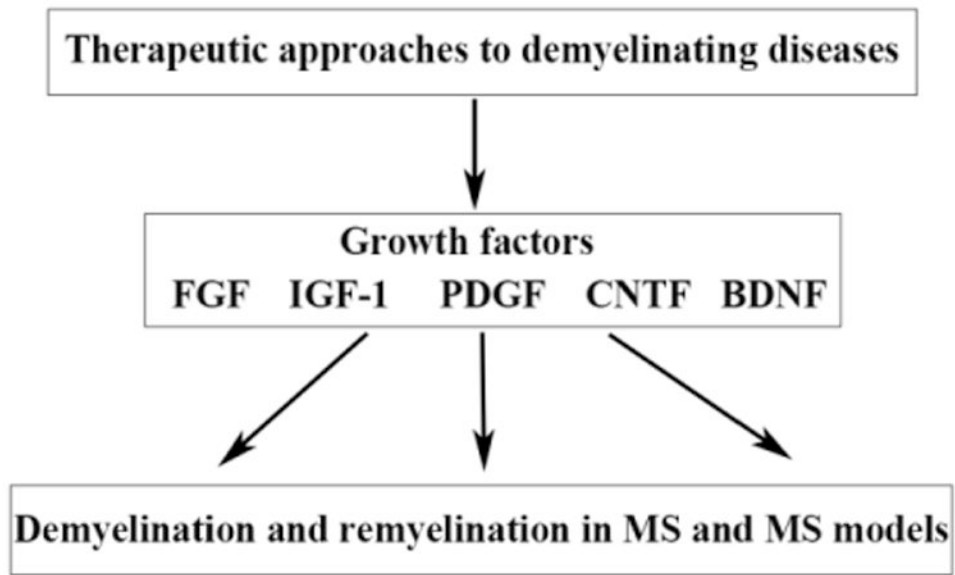 Therapeutic approaches to demyelinating diseases
Growth factors
FGF IGF-1 PDGF CNTF BDNF
Demyelination and remyelination in MS and MS models